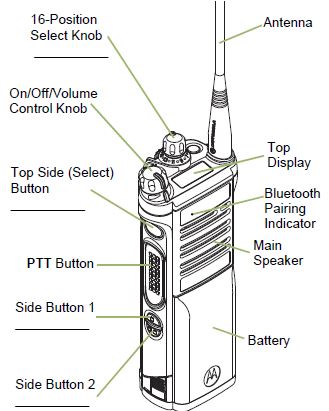 16-Position
Select Knob
On/Off/Volume
Control Knob
Top Side (Select)
Button
PTT Button
Side Button 1
Side Button 2
Antenna
Top
Display
Bluetooth
Pairing
Indicator
Main
Speaker
Battery